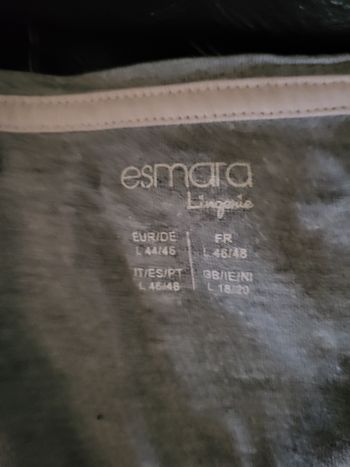 esmara
Lingerie
EUR/DE FR
L 44/46 L 46/48
IT/ES/PT GB/IE/NI
L 46/48 L 18/20